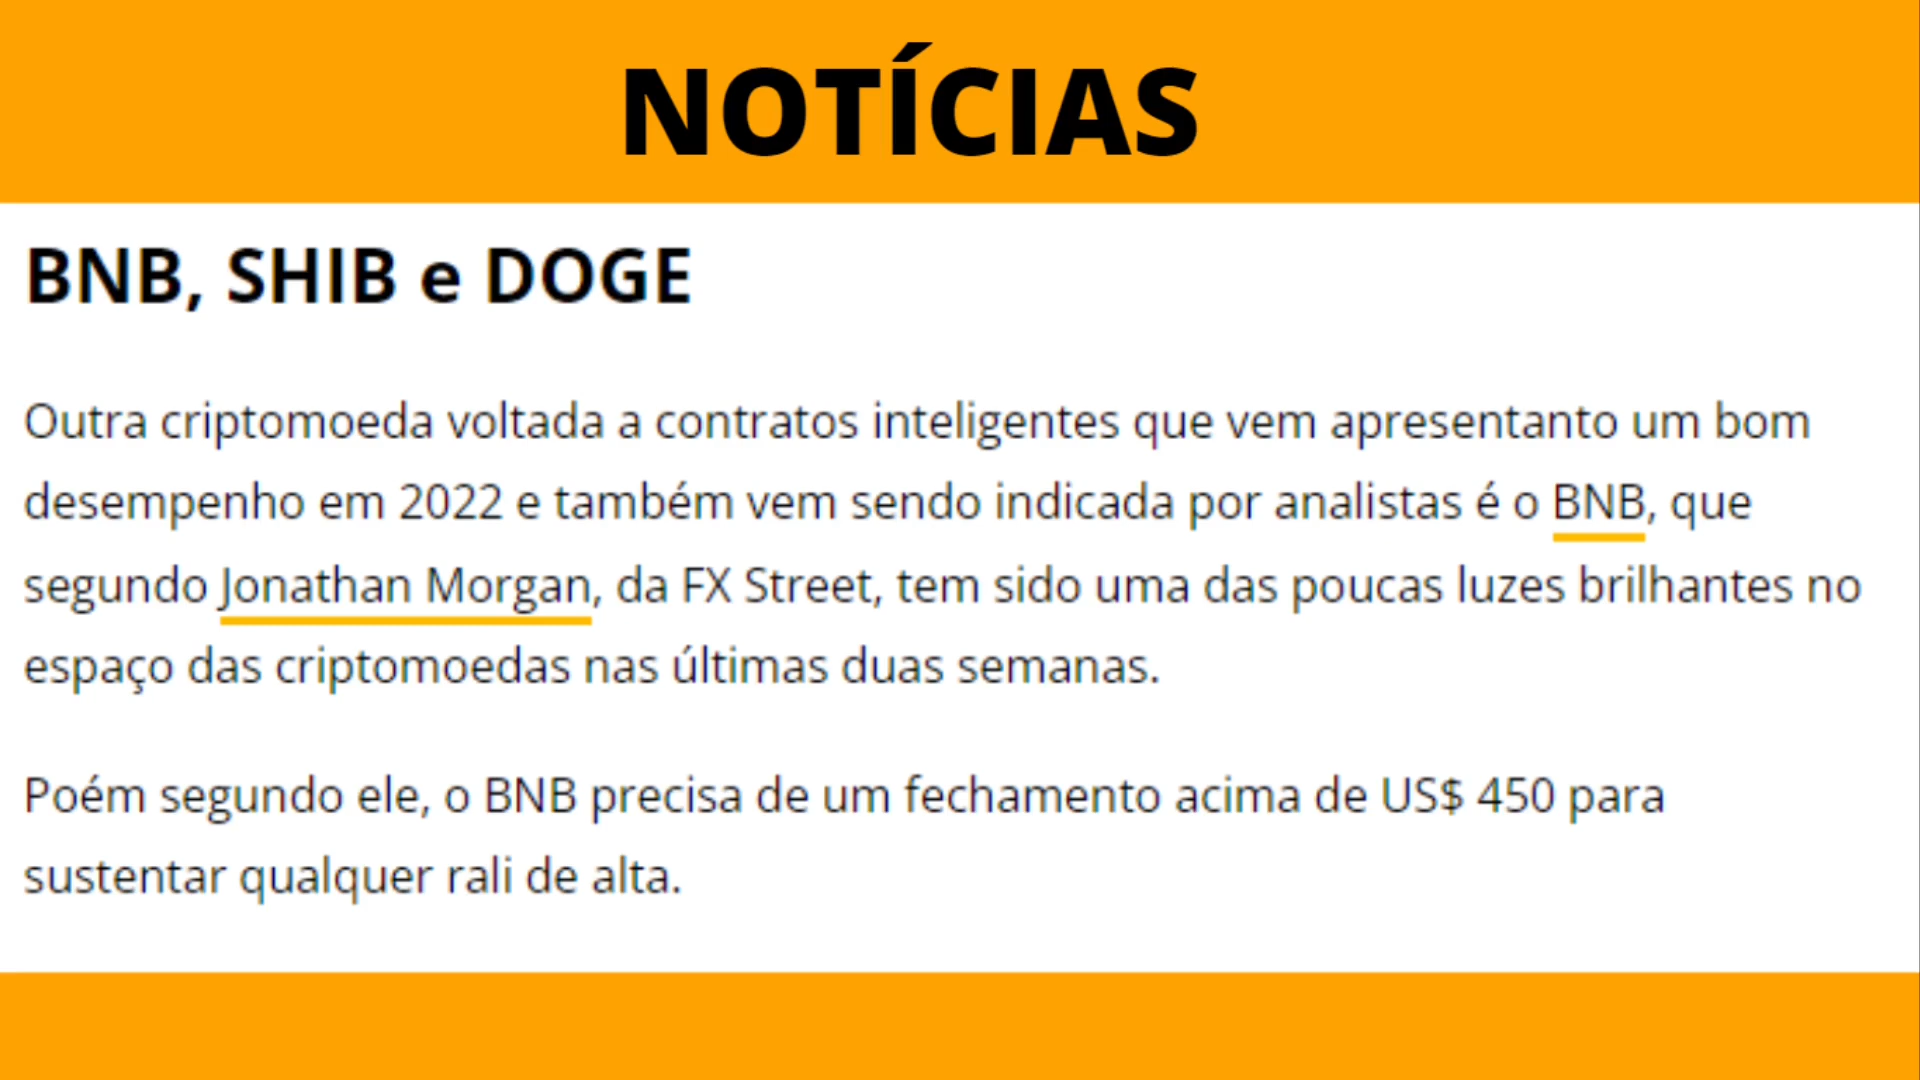 NOTÍCIAS
BNB, SHIB e DOGE
Outra criptomoeda voltada a contratos inteligentes que vem apresentanto um bom
desempenho em 2022 e também vem sendo indicada por analistas é o BNB, que
segundo Jonathan Morgan, da FX Street, tem sido uma das poucas luzes brilhantes no
espaço das criptomoedas nas últimas duas semanas.
Poém segundo ele, o BNB precisa de um fechamento acima de US$ 450 para
sustentar qualquer rali de alta.